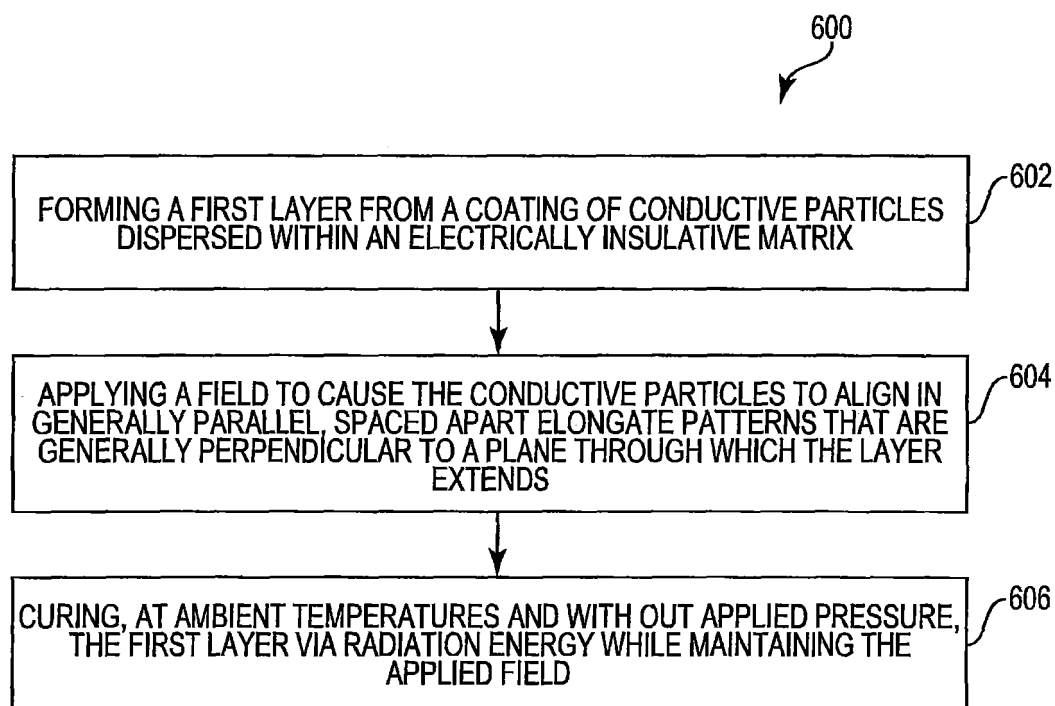 600
FORMING A FIRST LAYER FROM A COATING OF CONDUCTIVE PARTICLES
DISPERSED WITHIN AN ELECTRICALLY INSULATIVE MATRIX
602
APPLYING A FIELD TO CAUSE THE CONDUCTIVE PARTICLES TO ALIGN IN
GENERALLY PARALLEL, SPACED APART ELONGATE PATTERNS THAT ARE
GENERALLY PERPENDICULAR TO A PLANE THROUGH WHICH THE LAYER
EXTENDS
604
CURING, AT AMBIENT TEMPERATURES AND WITH OUT APPLIED PRESSURE,
THE FIRST LAYER VIA RADIATION ENERGY WHILE MAINTAINING THE
APPLIED FIELD
606